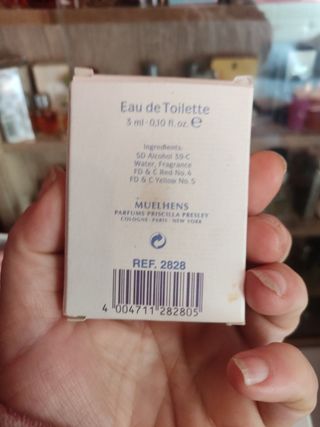 Eau de Toilette
3 ml · 0,10 fl. oz. ℮
Ingredients:
SD Alcohol 39-C
Water, Fragrance
FD & C Red No. 4
FD & C Yellow No. 5
MUELHENS
PARFUMS PRISCILLA PRESLEY
COLOGNE · PARIS · NEW YORK
REF. 2828
4 004711 282805